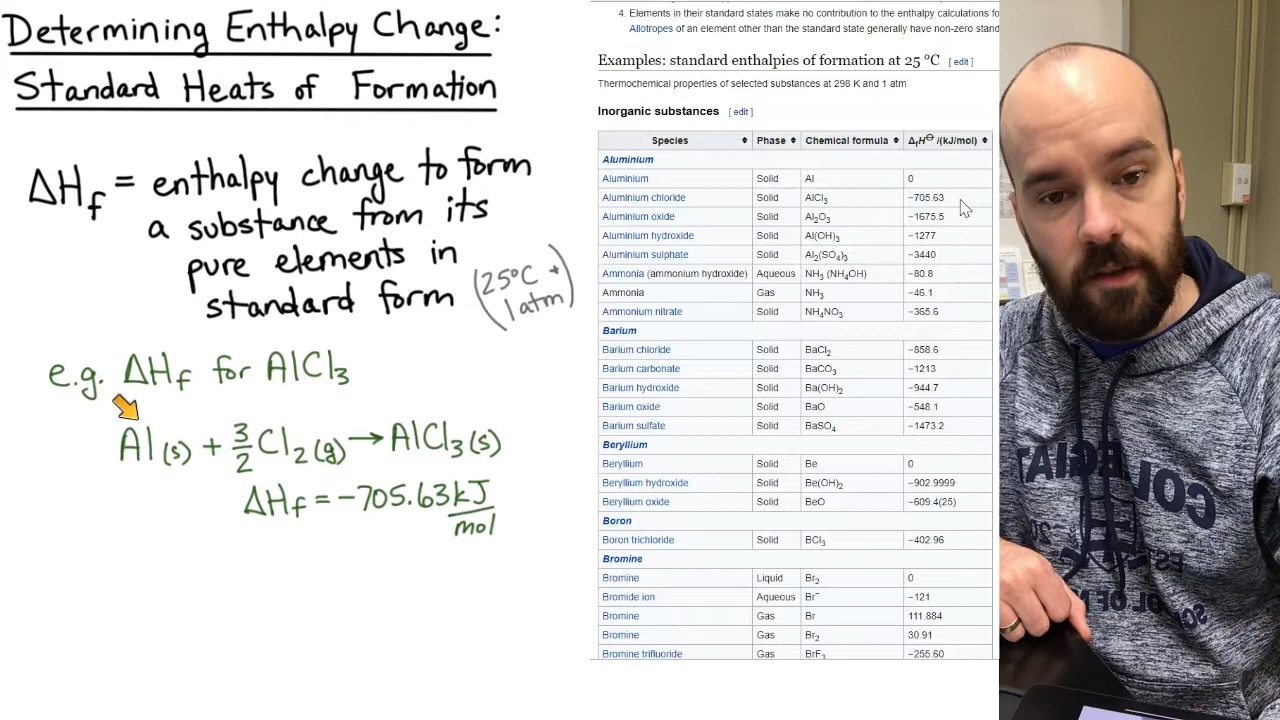 Determining Enthalpy Change:
Standard Heats of Formation
ΔHf = enthalpy change to form
a substance from its
pure elements in
standard form (25°C +
1atm)
e.g. ΔHf for AlCl3
Al(s) + 3/2 Cl2(g) → AlCl3(s)
ΔHf = -705.63 kJ/mol
4. Elements in their standard states make no contribution to the enthalpy calculations fo
Allotropes of an element other than the standard state generally have non-zero stand
Examples: standard enthalpies of formation at 25 °C [ edit ]
Thermochemical properties of selected substances at 298 K and 1 atm
Inorganic substances [ edit ]
Species Phase Chemical formula ΔfH⊖ /(kJ/mol)
Aluminium
Aluminium Solid Al 0
Aluminium chloride Solid AlCl3 −705.63
Aluminium oxide Solid Al2O3 −1675.5
Aluminium hydroxide Solid Al(OH)3 −1277
Aluminium sulphate Solid Al2(SO4)3 −3440
Ammonia (ammonium hydro Aqueous NH3 (NH4OH) −80.8
Ammonia Gas NH3 −46.1
Ammonium nitrate Solid NH4NO3 −365.6
Barium
Barium chloride Solid BaCl2 −858.6
Barium carbonate Solid BaCO3 −1213
Barium hydroxide Solid Ba(OH)2 −944.7
Barium oxide Solid BaO −548.1
Barium sulfate Solid BaSO4 −1473.2
Beryllium
Beryllium Solid Be 0
Beryllium hydroxide Solid Be(OH)2 −902.9999
Beryllium oxide Solid BeO −609.4(25)
Boron
Boron trichloride Solid BCl3 −402.96
Bromine
Bromine Liquid Br2 0
Bromide ion Aqueous Br− −121
Bromine Gas Br 111.884
Bromine Gas Br2 30.91
Bromine trifluoride Gas BrF3 −255.60